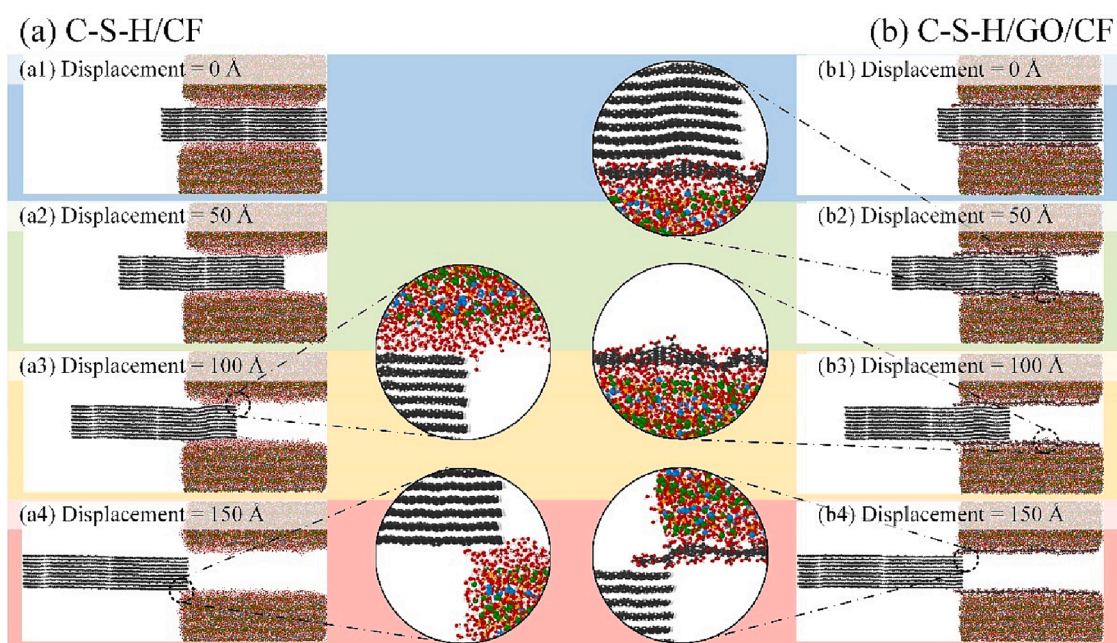 (a) C-S-H/CF
(b) C-S-H/GO/CF
(a1) Displacement = 0 Å
(b1) Displacement = 0 Å
(a2) Displacement = 50 Å
(b2) Displacement = 50 Å
(a3) Displacement = 100 Å
(b3) Displacement = 100 Å
(a4) Displacement = 150 Å
(b4) Displacement = 150 Å